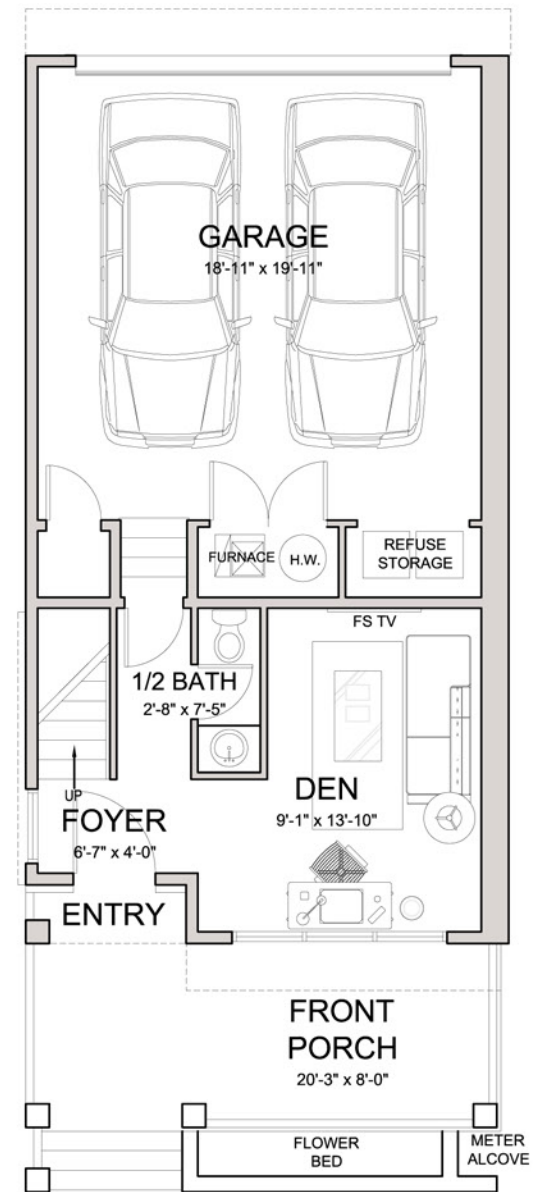 GARAGE
18'-11" x 19'-11"
FURNACE
H.W.
REFUSE
STORAGE
FS TV
1/2 BATH
2'-8" x 7'-5"
DEN
9'-1" x 13'-10"
UP
FOYER
6'-7" x 4'-0"
ENTRY
FRONT
PORCH
20'-3" x 8'-0"
FLOWER
BED
METER
ALCOVE